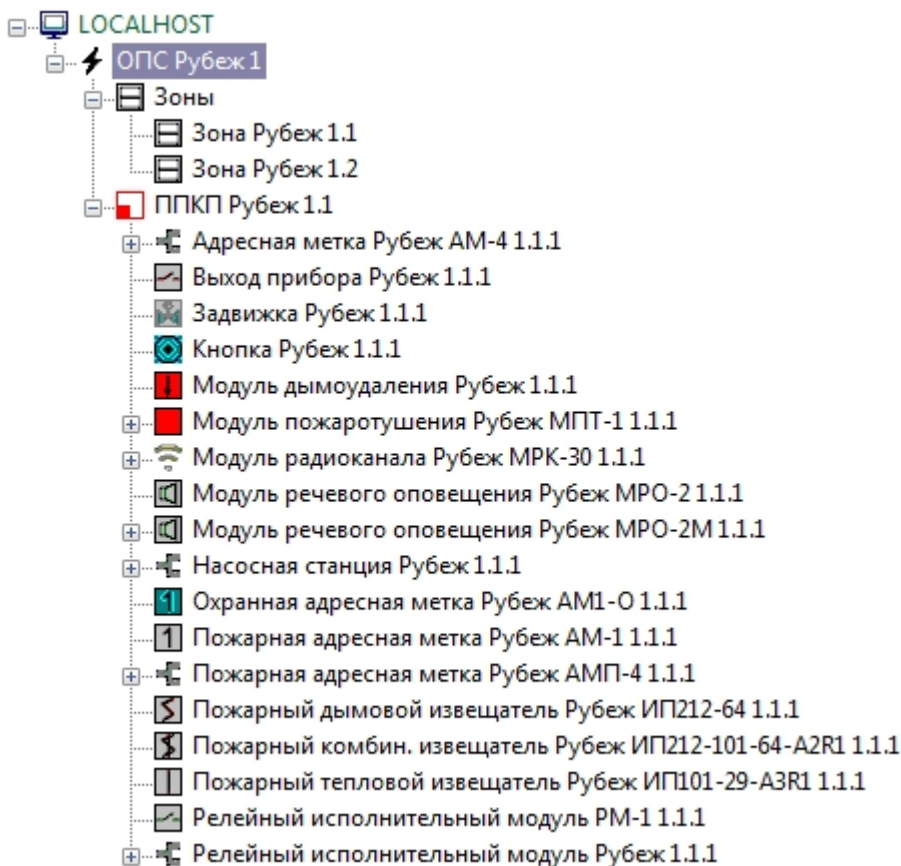 LOCALHOST
ОПС Рубеж 1
Зоны
Зона Рубеж 1.1
Зона Рубеж 1.2
ППКП Рубеж 1.1
Адресная метка Рубеж АМ-4 1.1.1
Выход прибора Рубеж 1.1.1
Задвижка Рубеж 1.1.1
Кнопка Рубеж 1.1.1
Модуль дымоудаления Рубеж 1.1.1
Модуль пожаротушения Рубеж МПТ-1 1.1.1
Модуль радиоканала Рубеж МРК-30 1.1.1
Модуль речевого оповещения Рубеж МРО-2 1.1.1
Модуль речевого оповещения Рубеж МРО-2М 1.1.1
Насосная станция Рубеж 1.1.1
Охранная адресная метка Рубеж АМ1-О 1.1.1
Пожарная адресная метка Рубеж АМ-1 1.1.1
Пожарная адресная метка Рубеж АМП-4 1.1.1
Пожарный дымовой извещатель Рубеж ИП212-64 1.1.1
Пожарный комбин. извещатель Рубеж ИП212-101-64-А2R1 1.1.1
Пожарный тепловой извещатель Рубеж ИП101-29-А3R1 1.1.1
Релейный исполнительный модуль РМ-1 1.1.1
Релейный исполнительный модуль Рубеж 1.1.1